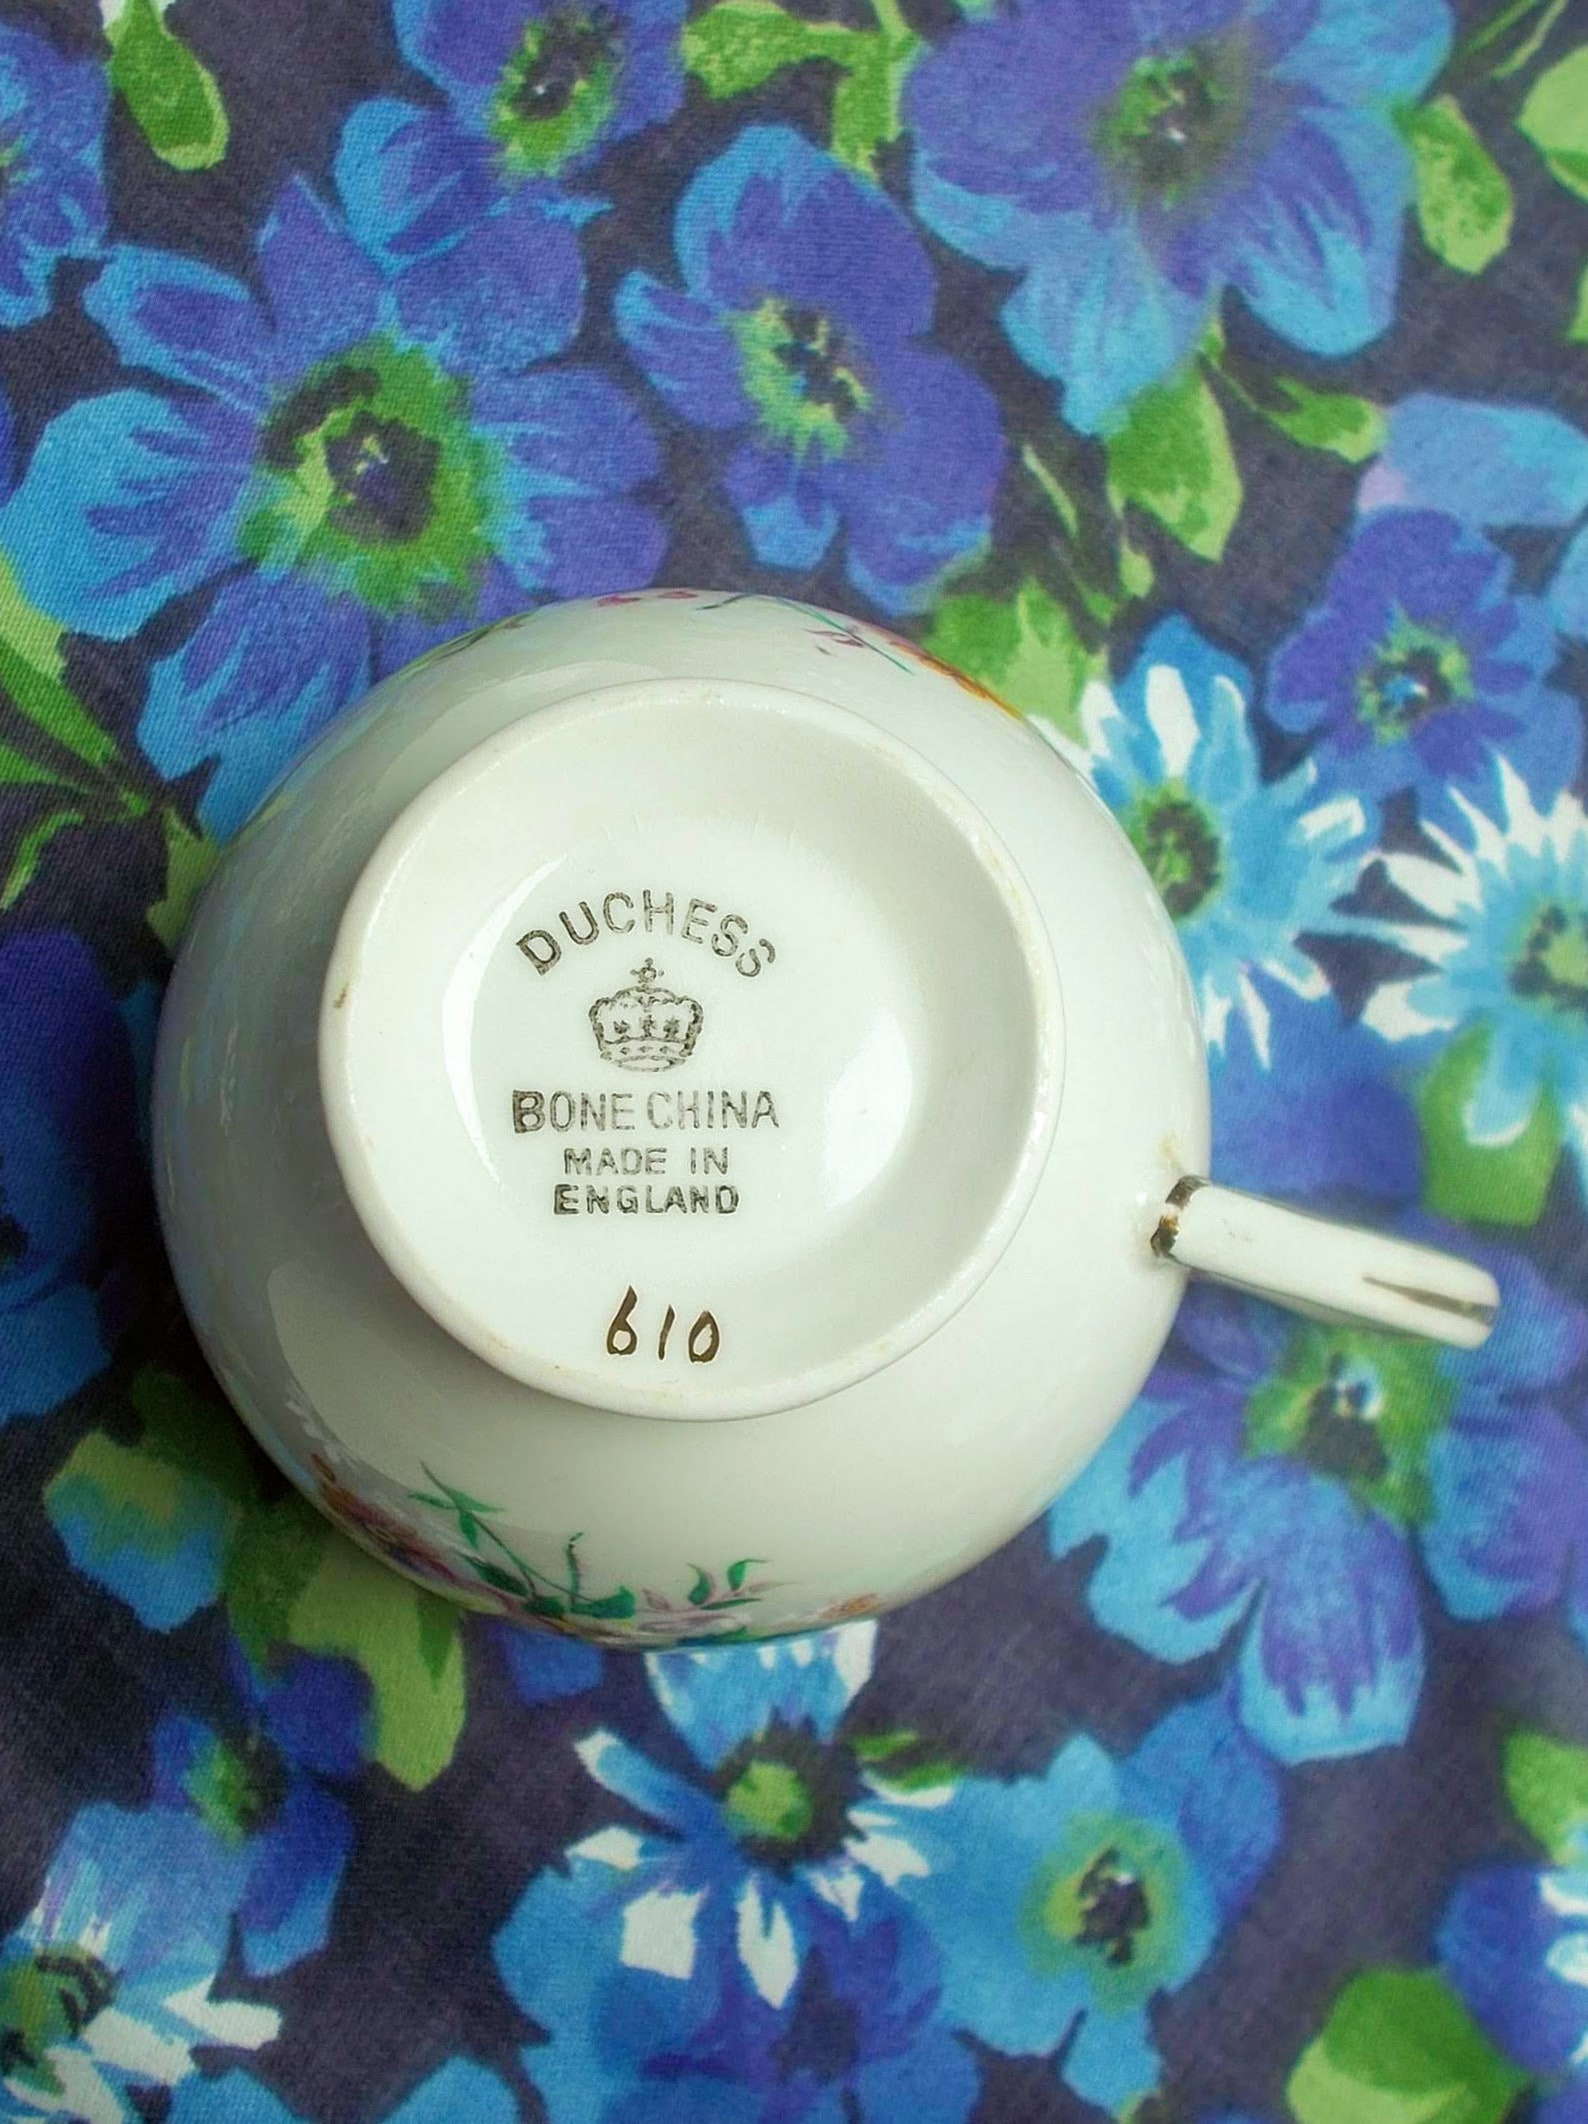 DUCHESS
BONE CHINA
MADE IN
ENGLAND
610